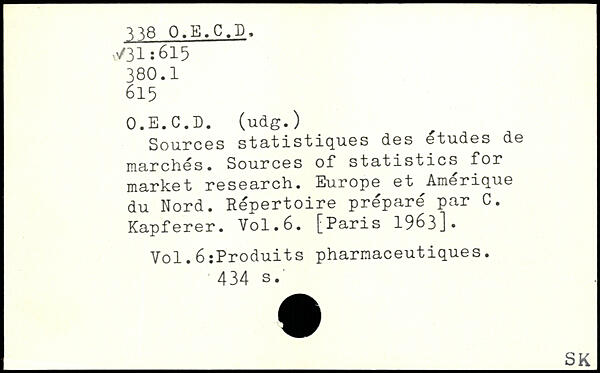 338 O.E.C.D.
✓31:615
380.1
615
O.E.C.D. (udg.)
Sources statistiques des études de
marchés. Sources of statistics for
market research. Europe et Amérique
du Nord. Répertoire préparé par C.
Kapferer. Vol.6. [Paris 1963].
Vol.6:Produits pharmaceutiques.
434 s.
SK